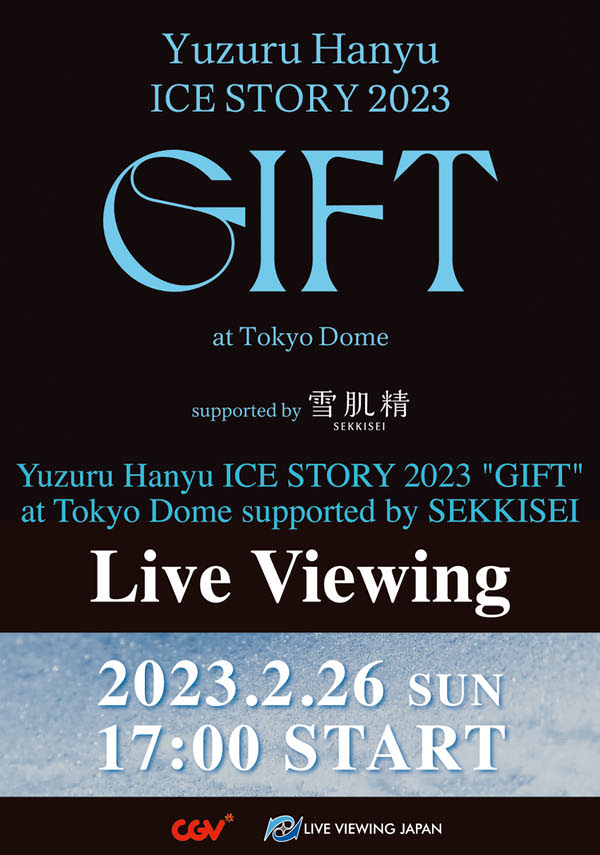 Yuzuru Hanyu
ICE STORY 2023
GIFT
at Tokyo Dome
supported by 雪肌精
SEKKISEI
Yuzuru Hanyu ICE STORY 2023 "GIFT"
at Tokyo Dome supported by SEKKISEI
Live Viewing
2023.2.26 SUN
17:00 START
CGV LIVE VIEWING JAPAN